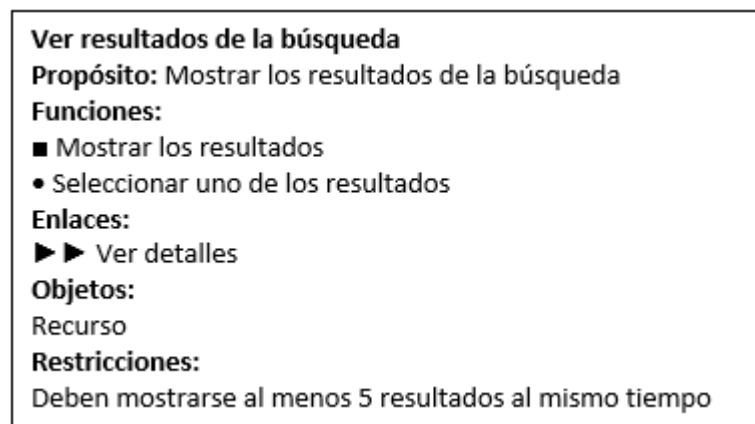 Ver resultados de la búsqueda
Propósito: Mostrar los resultados de la búsqueda
Funciones:
■ Mostrar los resultados
• Seleccionar uno de los resultados
Enlaces:
►► Ver detalles
Objetos:
Recurso
Restricciones:
Deben mostrarse al menos 5 resultados al mismo tiempo